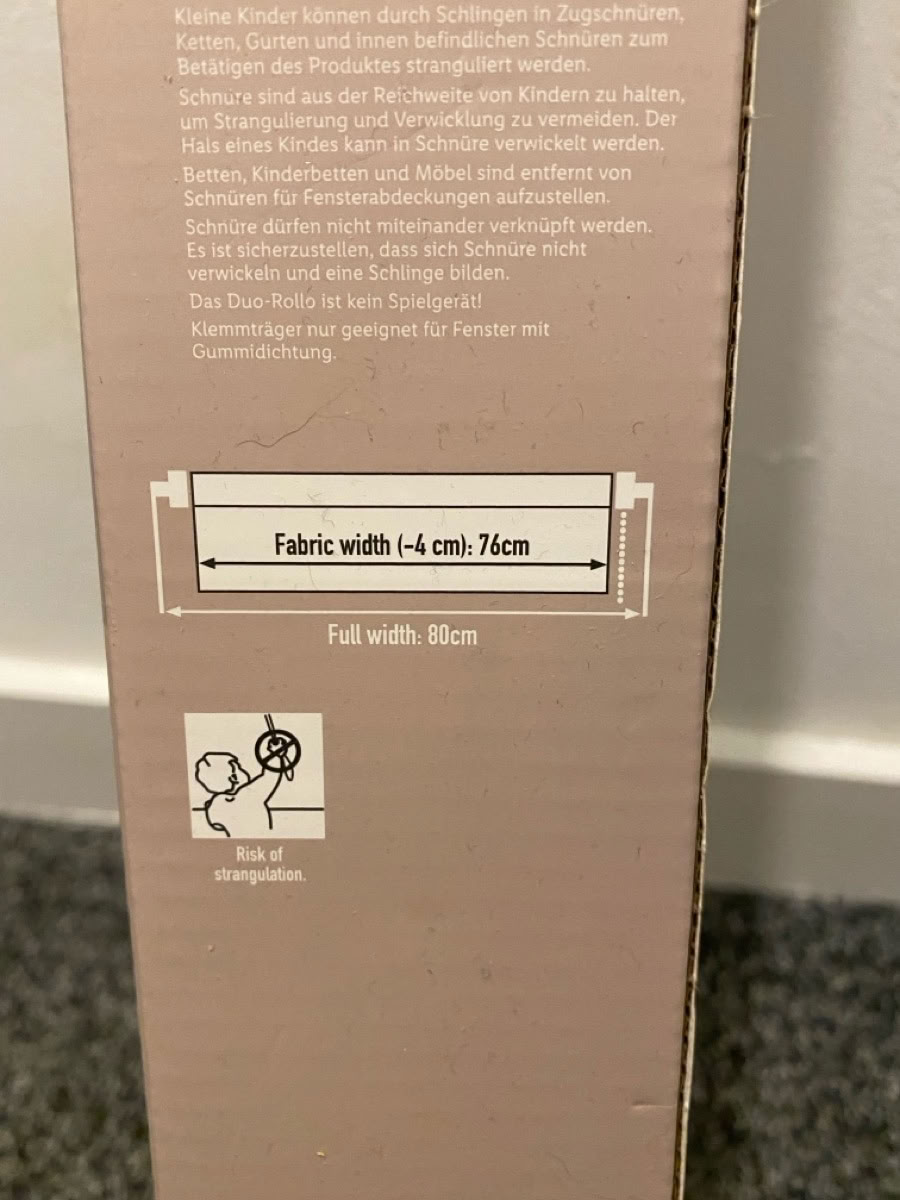 Kleine Kinder können durch Schlingen in Zugschnüren,
Ketten, Gurten und innen befindlichen Schnüren zum
Betätigen des Produktes stranguliert werden.
Schnüre sind aus der Reichweite von Kindern zu halten,
um Strangulierung und Verwicklung zu vermeiden. Der
Hals eines Kindes kann in Schnüre verwickelt werden.
Betten, Kinderbetten und Möbel sind entfernt von
Schnüren für Fensterabdeckungen aufzustellen.
Schnüre dürfen nicht miteinander verknüpft werden.
Es ist sicherzustellen, dass sich Schnüre nicht
verwickeln und eine Schlinge bilden.
Das Duo-Rollo ist kein Spielgerät!
Klemmträger nur geeignet für Fenster mit
Gummidichtung.
Fabric width (-4 cm): 76cm
Full width: 80cm
Risk of
strangulation.